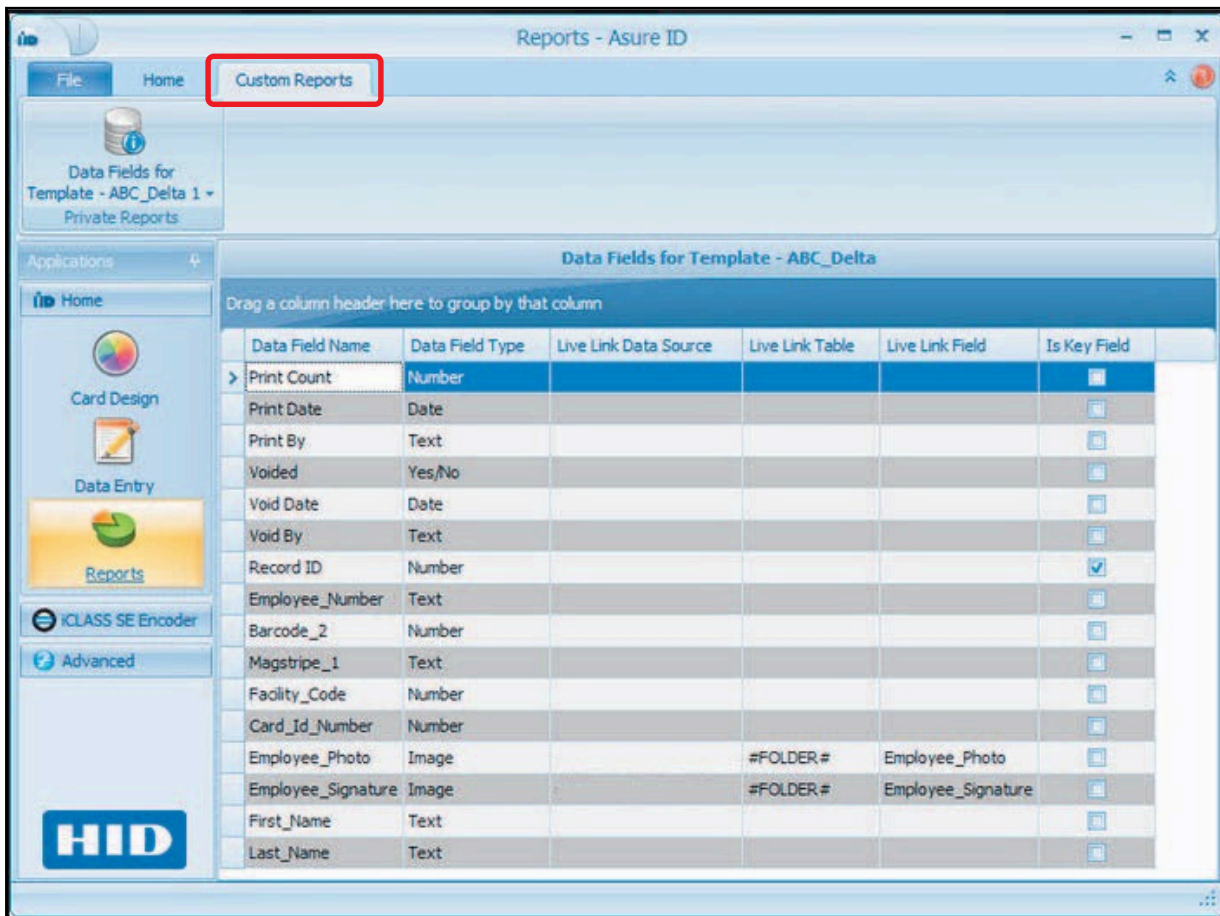 iiD
Reports - Asure ID
File Home Custom Reports
Data Fields for
Template - ABC_Delta 1
Private Reports
Applications
Data Fields for Template - ABC_Delta
iiD Home
Drag a column header here to group by that column
Data Field Name Data Field Type Live Link Data Source Live Link Table Live Link Field Is Key Field
Print Count Number
Card Design
Print Date Date
Print By Text
Data Entry
Voided Yes/No
Void Date Date
Void By Text
Reports
Record ID Number
Employee_Number Text
iCLASS SE Encoder
Barcode_2 Number
Advanced
Magstripe_1 Text
Facility_Code Number
Card_Id_Number Number
Employee_Photo Image #FOLDER# Employee_Photo
Employee_Signature Image #FOLDER# Employee_Signature
First_Name Text
HID
Last_Name Text